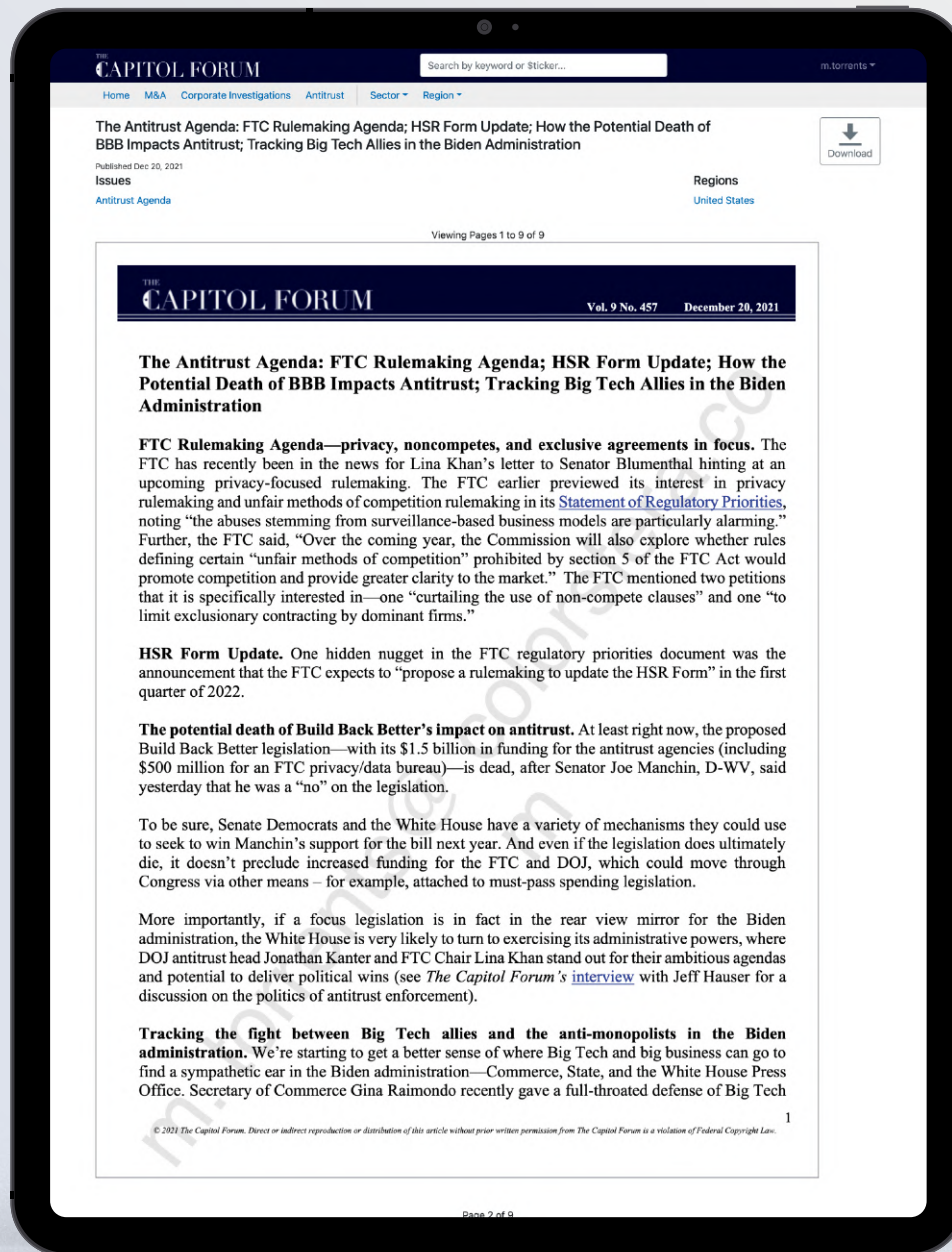 THE
CAPITOL FORUM
Search by keyword or $ticker...
m.torrents
Home M&A Corporate Investigations Antitrust Sector Region
The Antitrust Agenda: FTC Rulemaking Agenda; HSR Form Update; How the Potential Death of
BBB Impacts Antitrust; Tracking Big Tech Allies in the Biden Administration
Download
Published Dec 20, 2021
Issues Regions
Antitrust Agenda United States
Viewing Pages 1 to 9 of 9
THE
CAPITOL FORUM
Vol. 9 No. 457 December 20, 2021
The Antitrust Agenda: FTC Rulemaking Agenda; HSR Form Update; How the
Potential Death of BBB Impacts Antitrust; Tracking Big Tech Allies in the Biden
Administration
FTC Rulemaking Agenda—privacy, noncompetes, and exclusive agreements in focus. The
FTC has recently been in the news for Lina Khan's letter to Senator Blumenthal hinting at an
upcoming privacy-focused rulemaking. The FTC earlier previewed its interest in privacy
rulemaking and unfair methods of competition rulemaking in its Statement of Regulatory Priorities,
noting “the abuses stemming from surveillance-based business models are particularly alarming.”
Further, the FTC said, “Over the coming year, the Commission will also explore whether rules
defining certain “unfair methods of competition” prohibited by section 5 of the FTC Act would
promote competition and provide greater clarity to the market.” The FTC mentioned two petitions
that it is specifically interested in—one “curtailing the use of non-compete clauses” and one “to
limit exclusionary contracting by dominant firms.”
HSR Form Update. One hidden nugget in the FTC regulatory priorities document was the
announcement that the FTC expects to “propose a rulemaking to update the HSR Form” in the first
quarter of 2022.
The potential death of Build Back Better's impact on antitrust. At least right now, the proposed
Build Back Better legislation—with its $1.5 billion in funding for the antitrust agencies (including
$500 million for an FTC privacy/data bureau)—is dead, after Senator Joe Manchin, D-WV, said
yesterday that he was a “no” on the legislation.
To be sure, Senate Democrats and the White House have a variety of mechanisms they could use
to seek to win Manchin's support for the bill next year. And even if the legislation does ultimately
die, it doesn't preclude increased funding for the FTC and DOJ, which could move through
Congress via other means – for example, attached to must-pass spending legislation.
More importantly, if a focus legislation is in fact in the rear view mirror for the Biden
administration, the White House is very likely to turn to exercising its administrative powers, where
DOJ antitrust head Jonathan Kanter and FTC Chair Lina Khan stand out for their ambitious agendas
and potential to deliver political wins (see The Capitol Forum's interview with Jeff Hauser for a
discussion on the politics of antitrust enforcement).
Tracking the fight between Big Tech allies and the anti-monopolists in the Biden
administration. We're starting to get a better sense of where Big Tech and big business can go to
find a sympathetic ear in the Biden administration—Commerce, State, and the White House Press
Office. Secretary of Commerce Gina Raimondo recently gave a full-throated defense of Big Tech
1
© 2021 The Capitol Forum. Direct or indirect reproduction or distribution of this article without prior written permission from The Capitol Forum is a violation of Federal Copyright Law.
m.torrents@colorsfera.co
m
Page 2 of 9